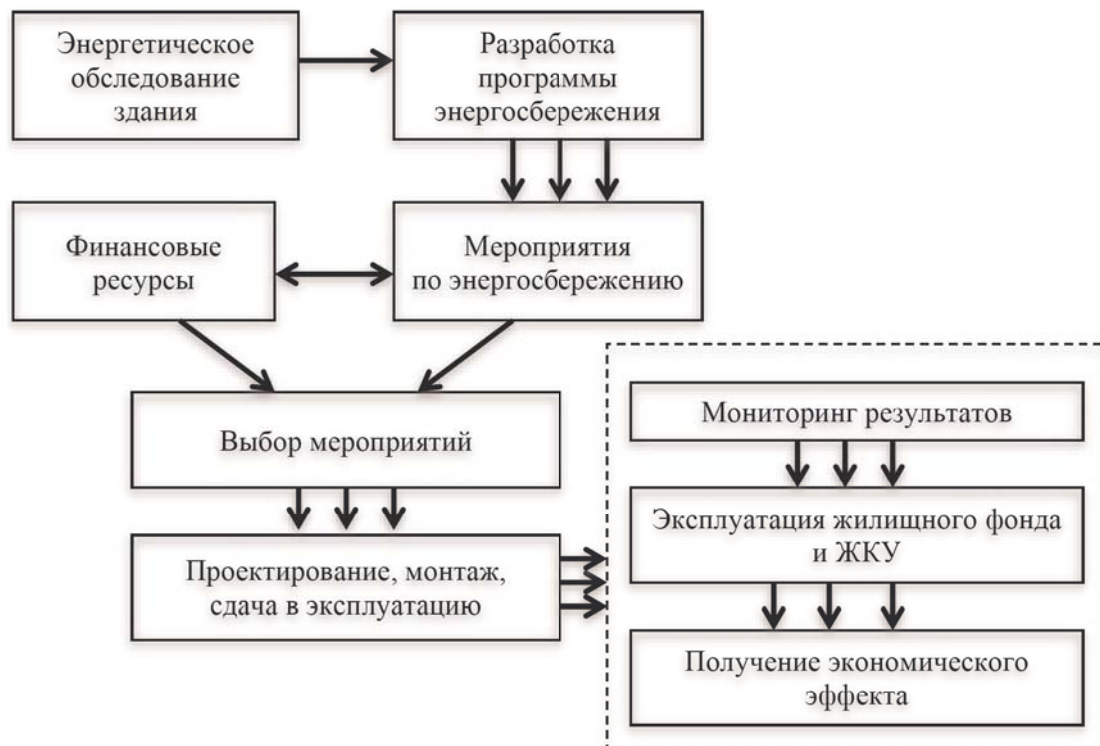 Энергетическое
обследование
здания
Разработка
программы
энергосбережения
Финансовые
ресурсы
Мероприятия
по энергосбережению
Выбор мероприятий
Проектирование, монтаж,
сдача в эксплуатацию
Мониторинг результатов
Эксплуатация жилищного фонда
и ЖКУ
Получение экономического
эффекта